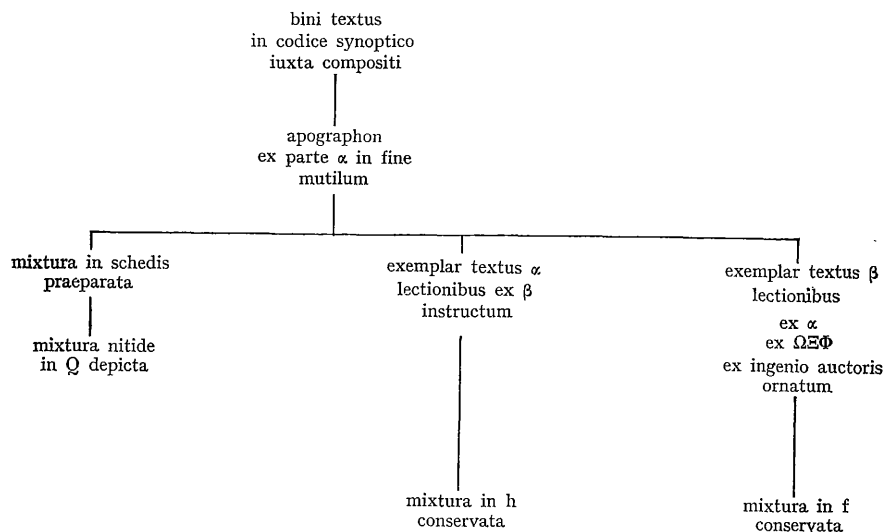 bini textus
in codice synoptico
iuxta compositi
apographon
ex parte α in fine
mutilum
mixtura in schedis
praeparata
mixtura nitide
in Q depicta
exemplar textus α
lectionibus ex β
instructum
mixtura in h
conservata
exemplar textus β
lectionibus
ex α
ex ΩΞΦ
ex ingenio auctoris
ornatum
mixtura in f
conservata